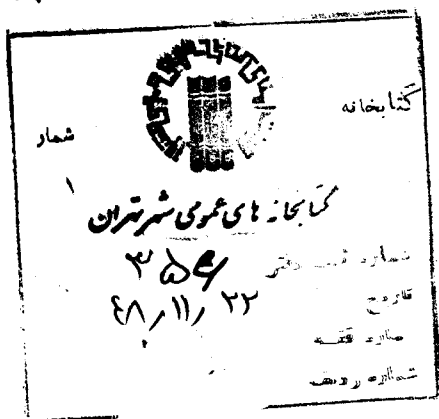 کتابخانه
شمار
۱
کتابخانه های عمومی شهر تهران
شماره ثبت دفتر
تاریخ ۲۲ / ۱۱ / ۴۸
شماره قفسه
شماره ردیف